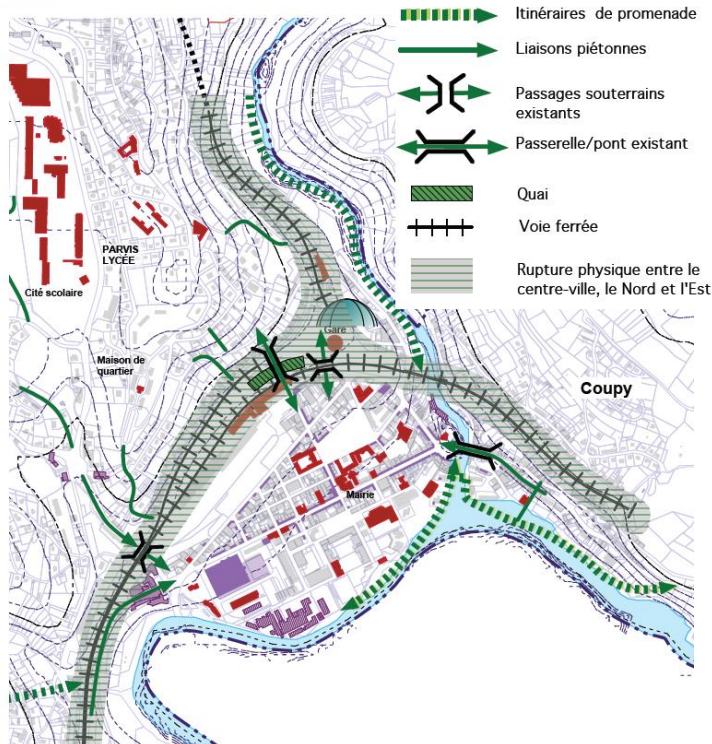 Itinéraires de promenade
Liaisons piétonnes
Passages souterrains
existants
Passerelle/pont existant
Quai
Voie ferrée
Rupture physique entre le
centre-ville, le Nord et l'Est
PARVIS
LYCÉE
Cité scolaire
Gare
Maison de
quartier
Coupy
Mairie